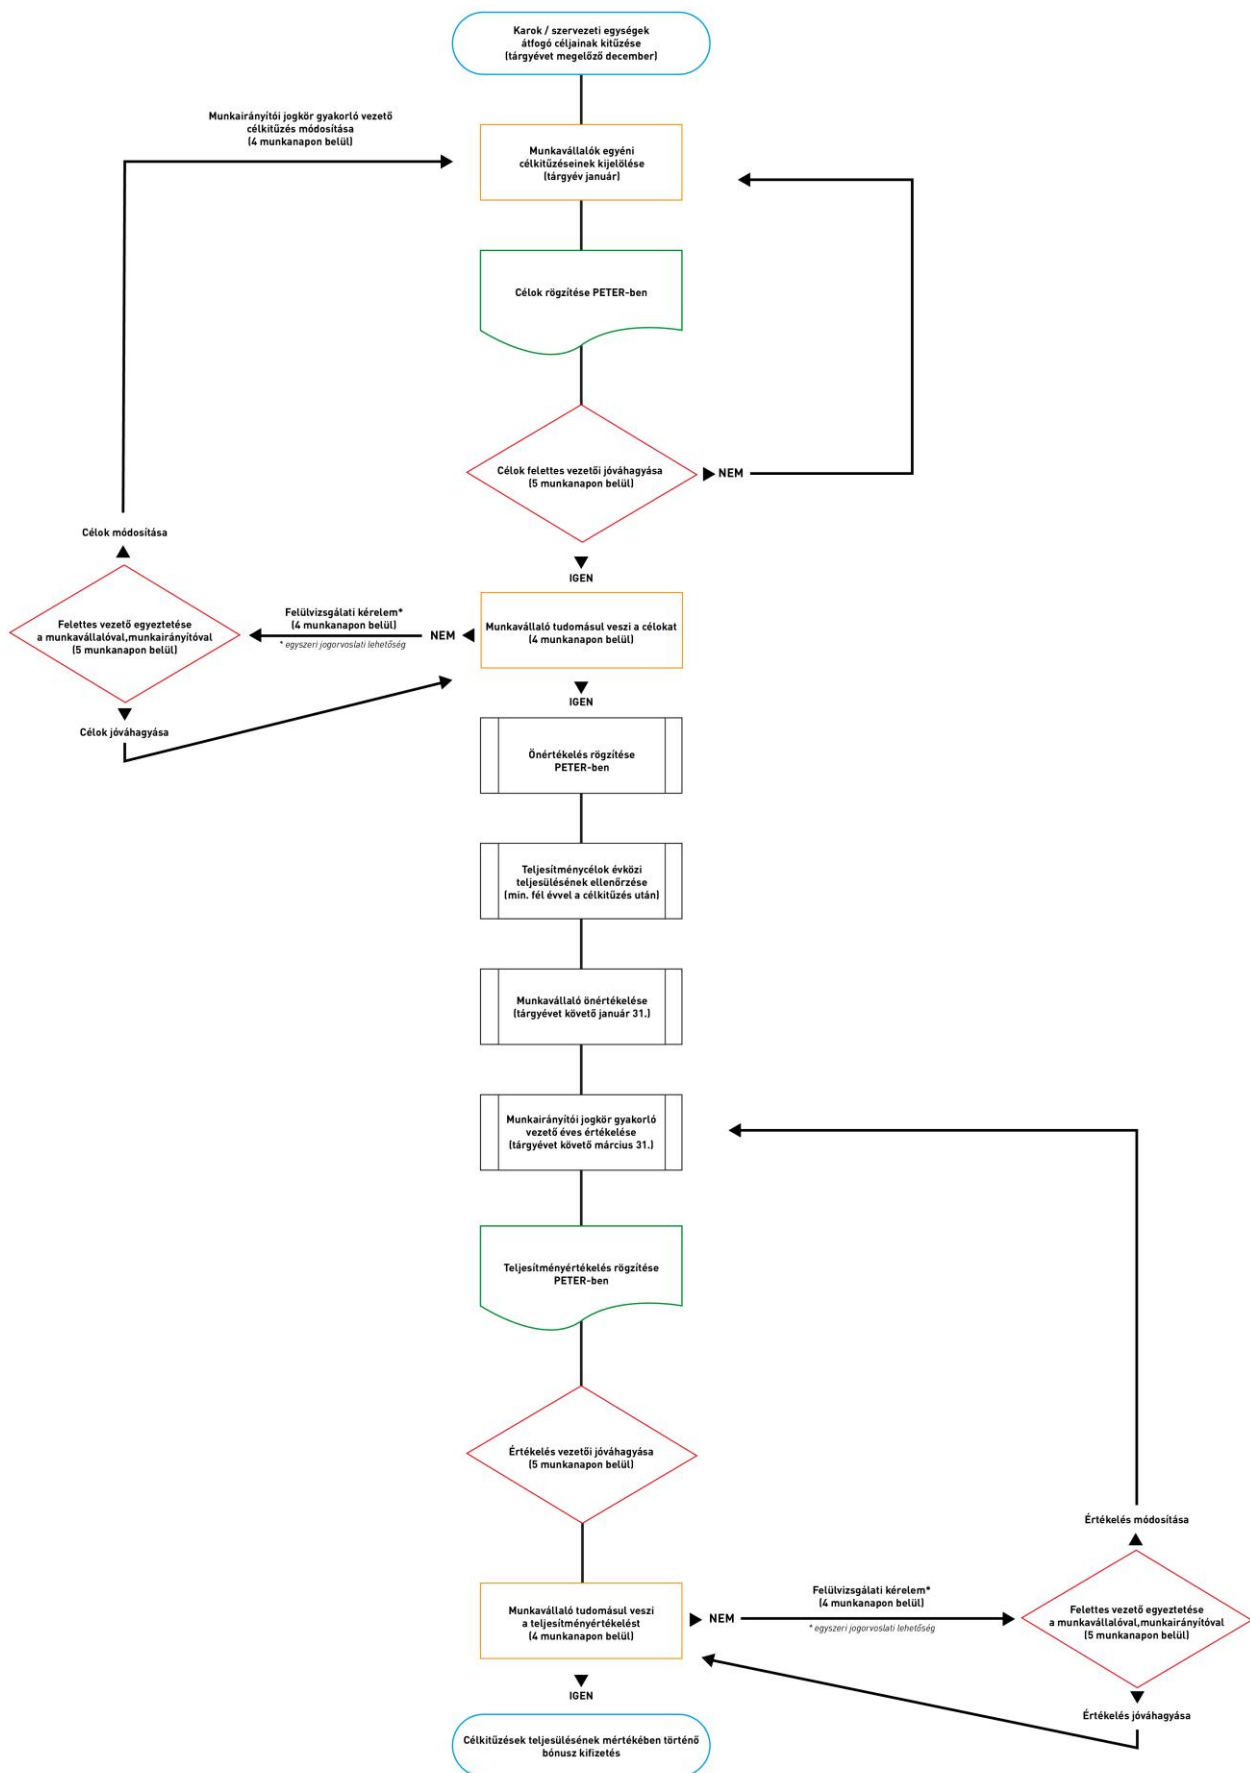 Karok / szervezeti egységek
átfogó céljainak kitűzése
(tárgyévet megelőző december)
Munkairányítói jogkör gyakorló vezető
célkitűzés módosítása
(4 munkanapon belül)
Munkavállalók egyéni
célkitűzéseinek kijelölése
(tárgyév január)
Célok rögzítése PETER-ben
Célok felettes vezetői jóváhagyása
(5 munkanapon belül)
NEM
IGEN
Célok módosítása
Felettes vezető egyeztetése
a munkavállalóval,munkairányítóval
(5 munkanapon belül)
Felülvizsgálati kérelem*
(4 munkanapon belül)
* egyszeri jogorvoslati lehetőség
NEM
Munkavállaló tudomásul veszi a célokat
(4 munkanapon belül)
Célok jóváhagyása
IGEN
Önértékelés rögzítése
PETER-ben
Teljesítménycélok évközi
teljesülésének ellenőrzése
(min. fél évvel a célkitűzés után)
Munkavállaló önértékelése
(tárgyévet követő január 31.)
Munkairányítói jogkör gyakorló
vezető éves értékelése
(tárgyévet követő március 31.)
Teljesítményértékelés rögzítése
PETER-ben
Értékelés vezetői jóváhagyása
(5 munkanapon belül)
Értékelés módosítása
Munkavállaló tudomásul veszi
a teljesítményértékelést
(4 munkanapon belül)
NEM
Felülvizsgálati kérelem*
(4 munkanapon belül)
* egyszeri jogorvoslati lehetőség
Felettes vezető egyeztetése
a munkavállalóval,munkairányítóval
(5 munkanapon belül)
IGEN
Értékelés jóváhagyása
Célkitűzések teljesülésének mértékében történő
bónusz kifizetés